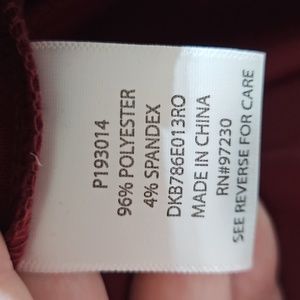 P193014
96% POLYESTER
4% SPANDEX
DKB786E013RO
MADE IN CHINA
RN#97230
SEE REVERSE FOR CARE